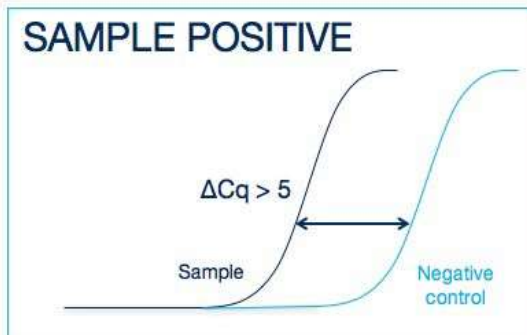 SAMPLE POSITIVE
ΔCq > 5
Sample
Negative
control